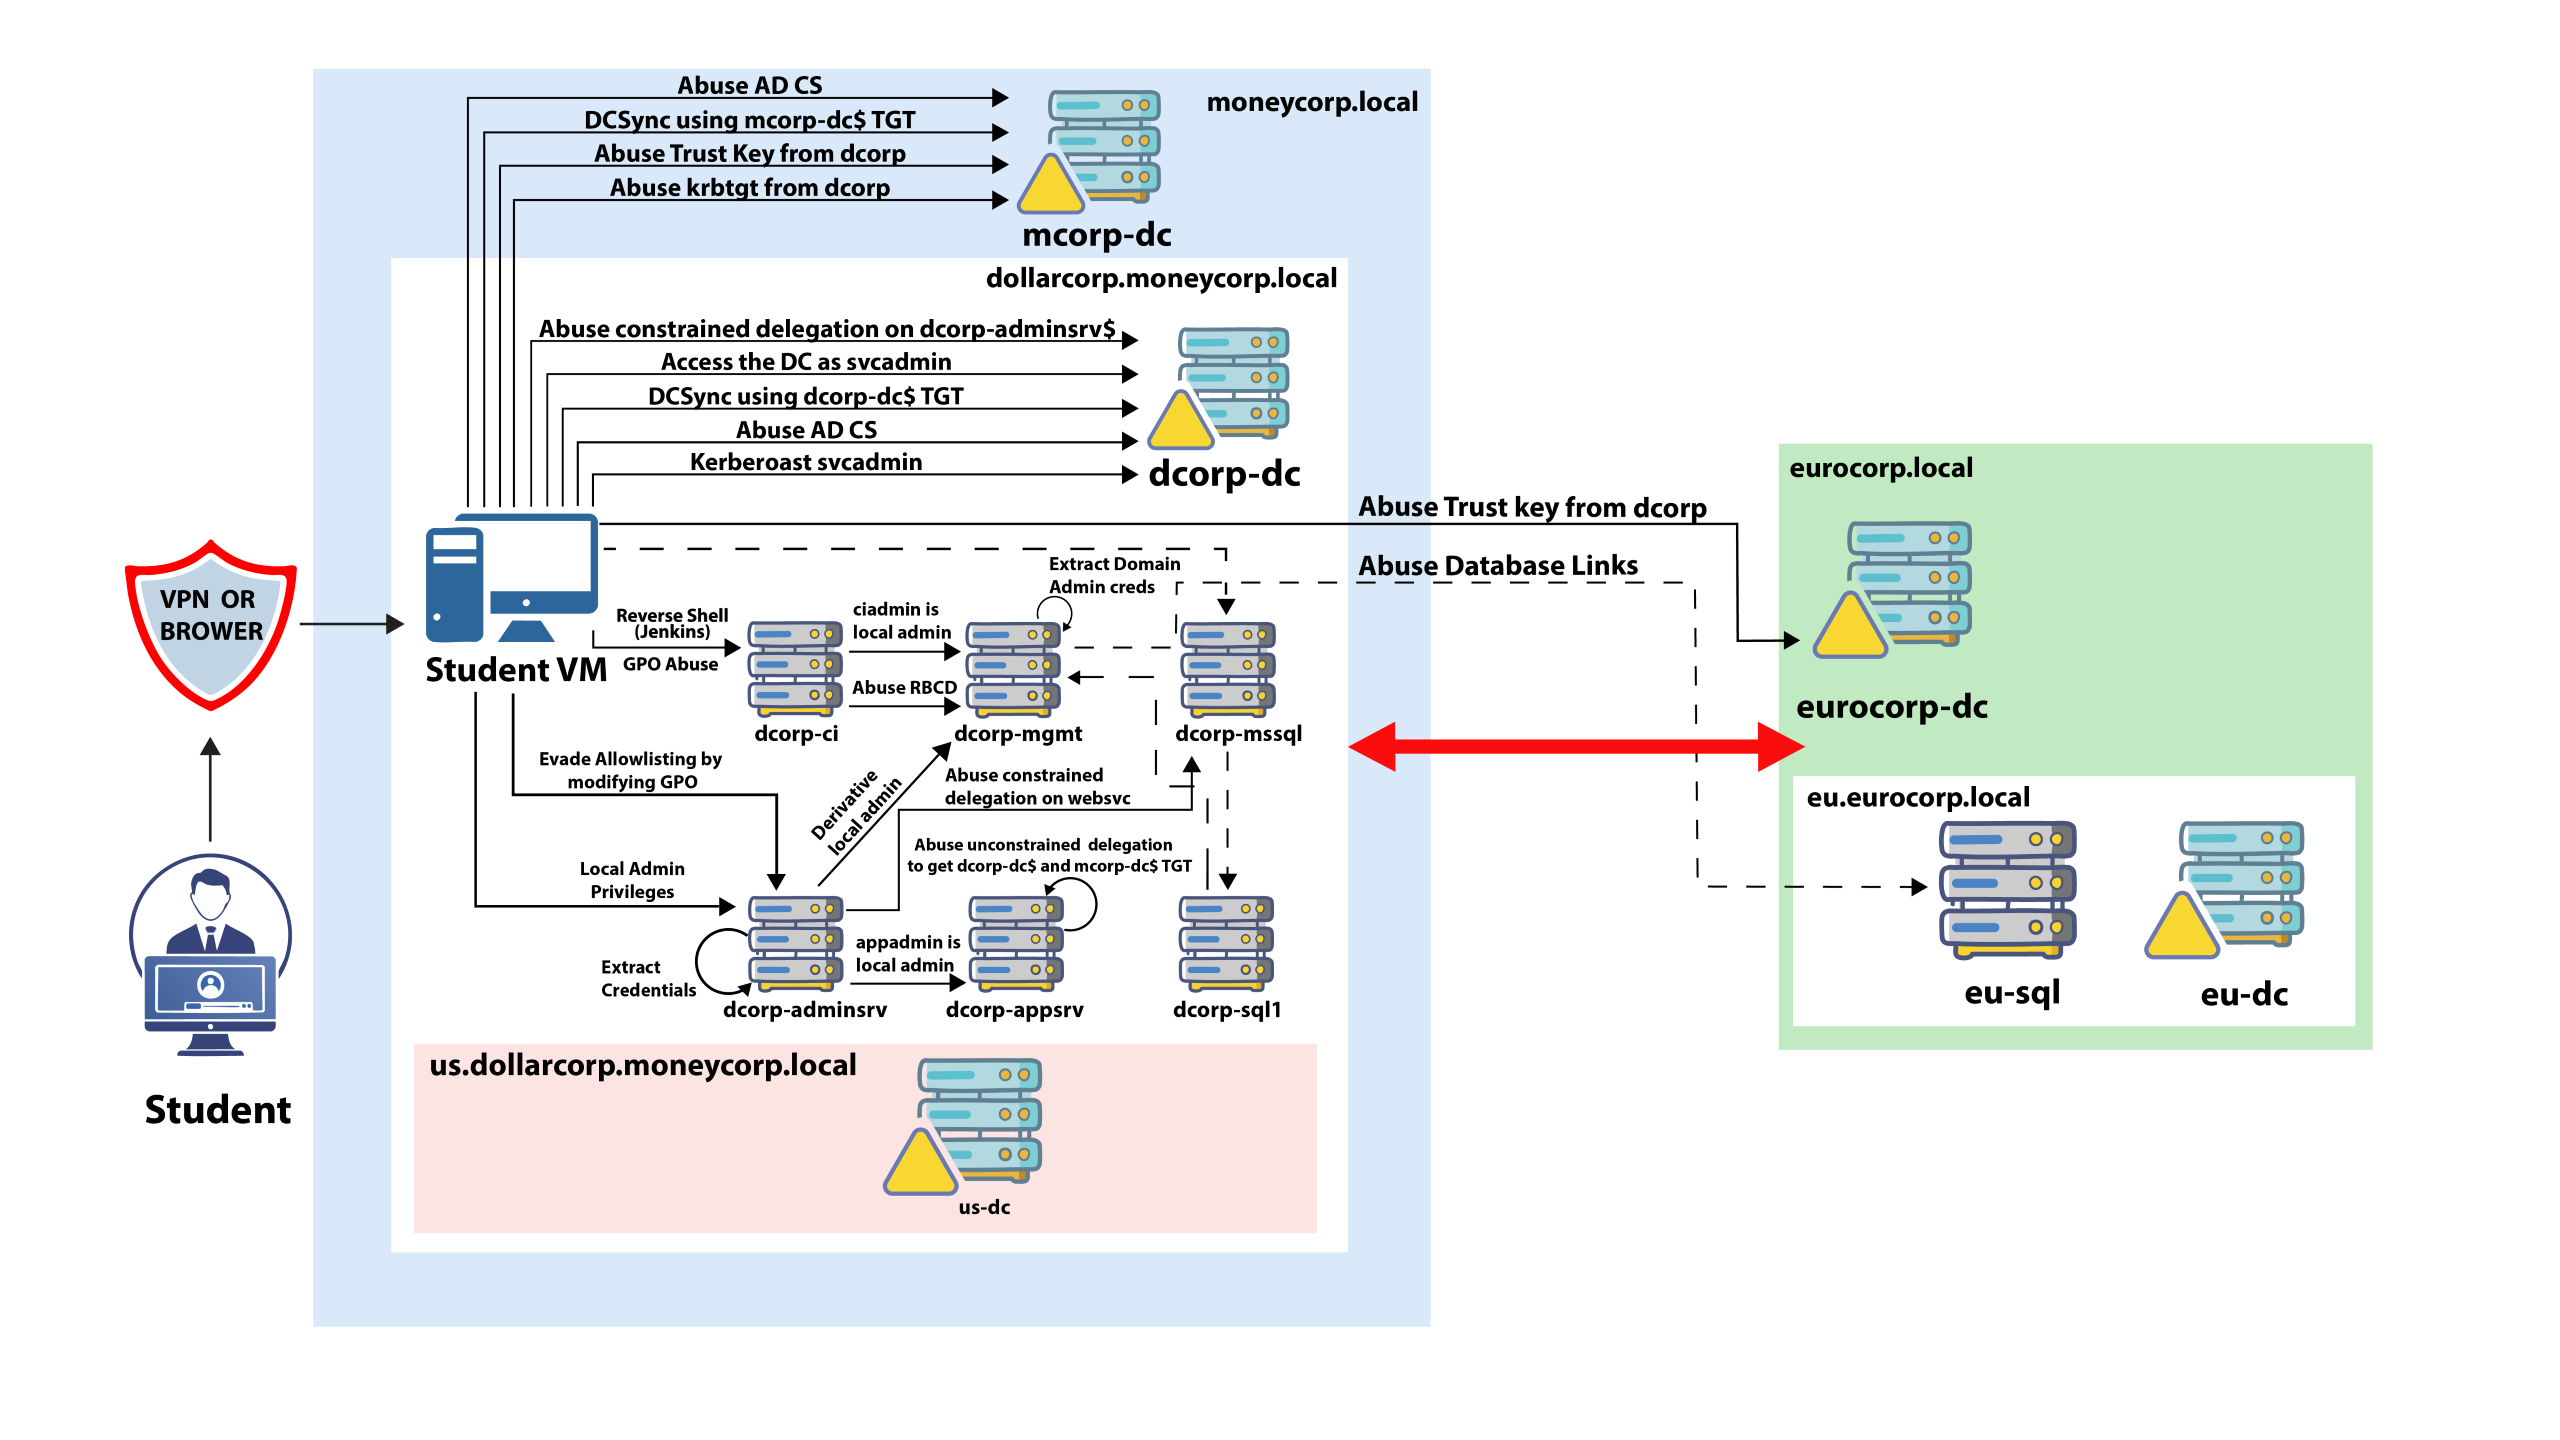 Abuse AD CS
DCSync using mcorp-dc$ TGT
Abuse Trust Key from dcorp
Abuse krbtgt from dcorp
moneycorp.local
mcorp-dc
dollarcorp.moneycorp.local
Abuse constrained delegation on dcorp-adminsrv$
Access the DC as svcadmin
DCSync using dcorp-dc$ TGT
Abuse AD CS
Kerberoast svcadmin
dcorp-dc
eurocorp.local
Abuse Trust key from dcorp
Abuse Database Links
VPN OR
BROWER
Student VM
Reverse Shell
(Jenkins)
GPO Abuse
ciadmin is
local admin
Abuse RBCD
Extract Domain
Admin creds
dcorp-ci
dcorp-mgmt
dcorp-mssql
eurocorp-dc
Evade Allowlisting by
modifying GPO
Derivative
local admin
Abuse constrained
delegation on websvc
Abuse unconstrained delegation
to get dcorp-dc$ and mcorp-dc$ TGT
Local Admin
Privileges
Extract
Credentials
appadmin is
local admin
dcorp-adminsrv
dcorp-appsrv
dcorp-sql1
eu.eurocorp.local
eu-sql
eu-dc
us.dollarcorp.moneycorp.local
us-dc
Student